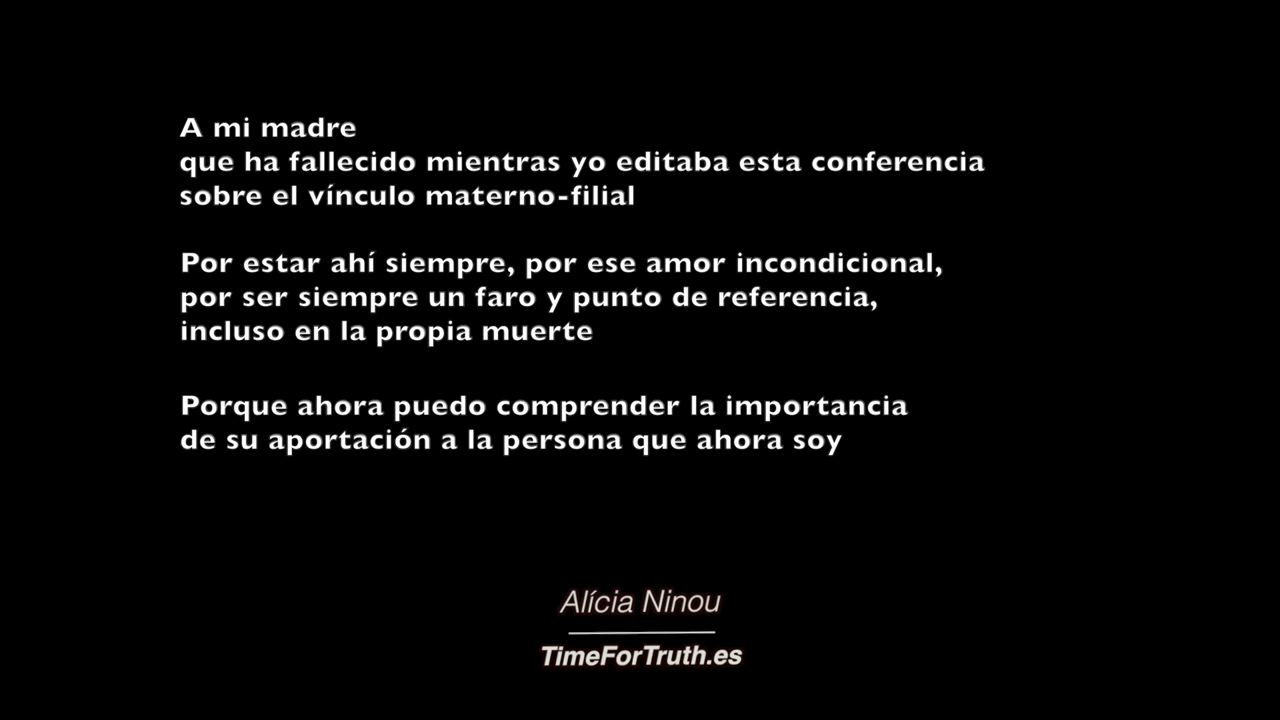 A mi madre
que ha fallecido mientras yo editaba esta conferencia
sobre el vínculo materno-filial
Por estar ahí siempre, por ese amor incondicional,
por ser siempre un faro y punto de referencia,
incluso en la propia muerte
Porque ahora puedo comprender la importancia
de su aportación a la persona que ahora soy
Alícia Ninou
TimeForTruth.es